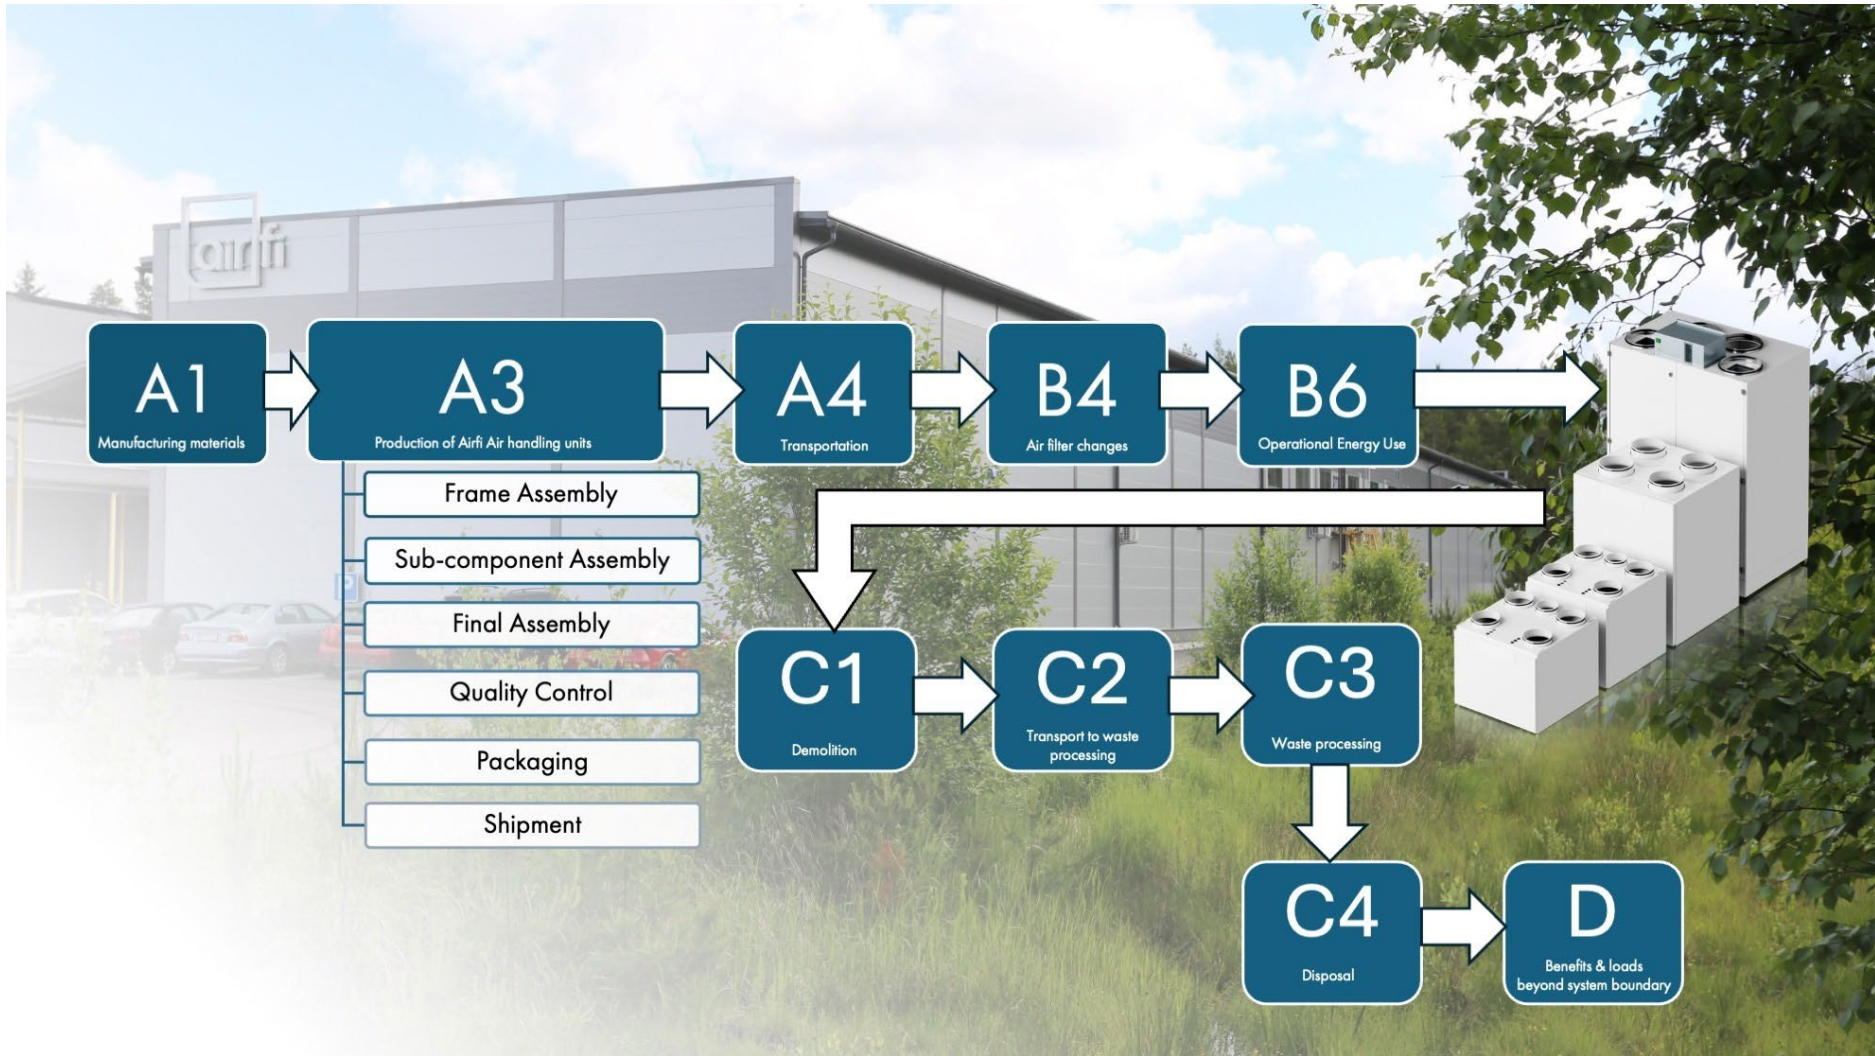 airfi
A1
Manufacturing materials
A3
Production of Airfi Air handling units
A4
Transportation
B4
Air filter changes
B6
Operational Energy Use
Frame Assembly
Sub-component Assembly
Final Assembly
Quality Control
Packaging
Shipment
P
C1
Demolition
C2
Transport to waste
processing
C3
Waste processing
C4
Disposal
D
Benefits & loads
beyond system boundary